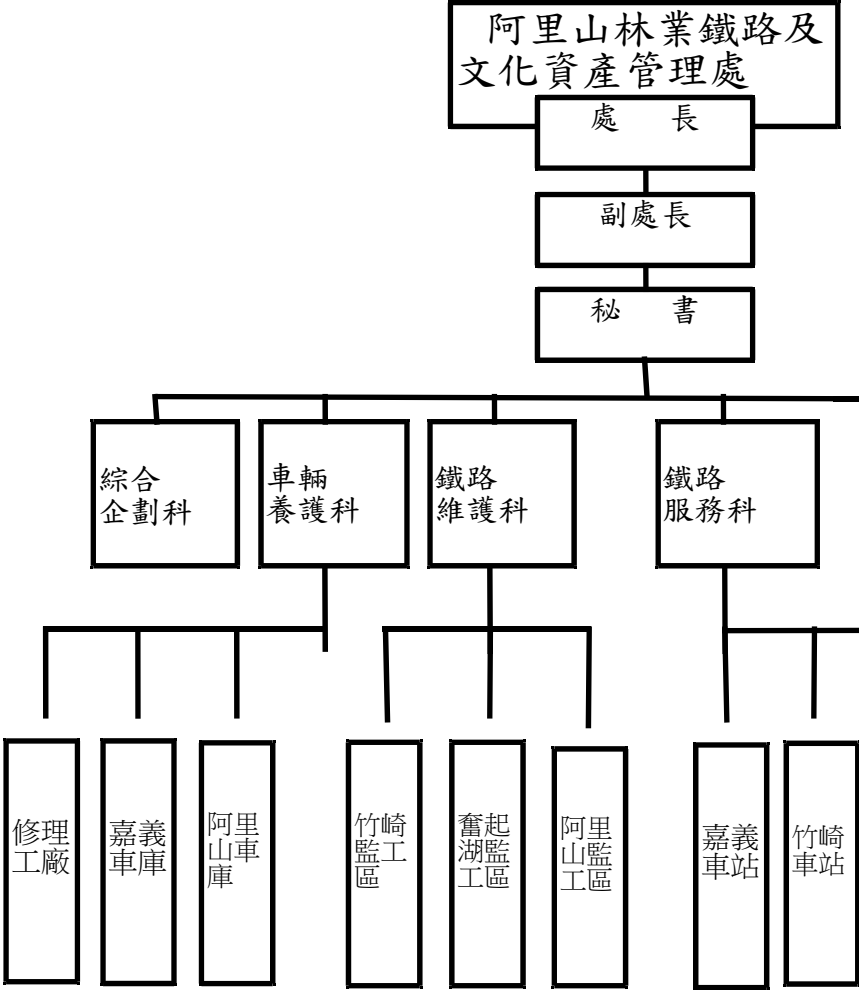 阿里山林業鐵路及
文化資產管理處
處 長
副處長
秘 書
綜合
企劃科
車輛
養護科
鐵路
維護科
鐵路
服務科
修理
工廠
嘉義
車庫
阿里
山車
庫
竹崎
監工
區
奮起
湖監
工區
阿里
山監
工區
嘉義
車站
竹崎
車站